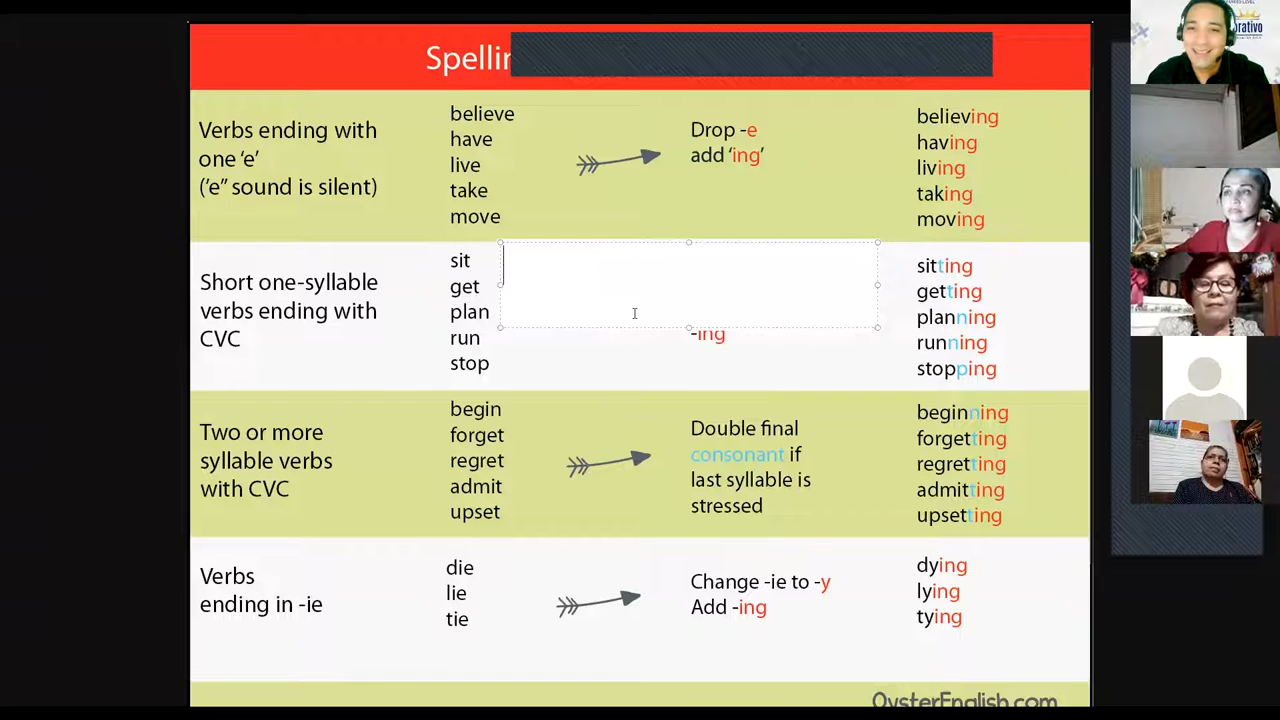 Spellin
Verbs ending with
one ‘e’
(’e” sound is silent)
believe
have
live
take
move
Drop -e
add ‘ing’
believing
having
living
taking
moving
Short one-syllable
verbs ending with
CVC
sit
get
plan
run
stop
-ing
sitting
getting
planning
running
stopping
Two or more
syllable verbs
with CVC
begin
forget
regret
admit
upset
Double final
consonant if
last syllable is
stressed
beginning
forgetting
regretting
admitting
upsetting
Verbs
ending in -ie
die
lie
tie
Change -ie to -y
Add -ing
dying
lying
tying
OysterEnglish.com